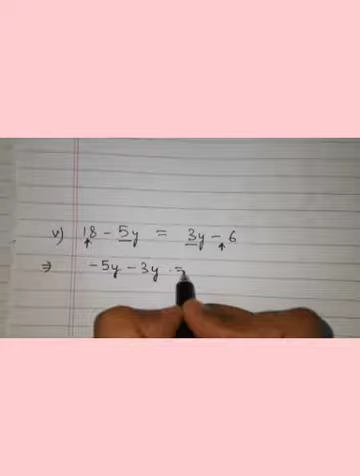 v) 18 - 5y = 3y - 6
⇒ -5y - 3y =